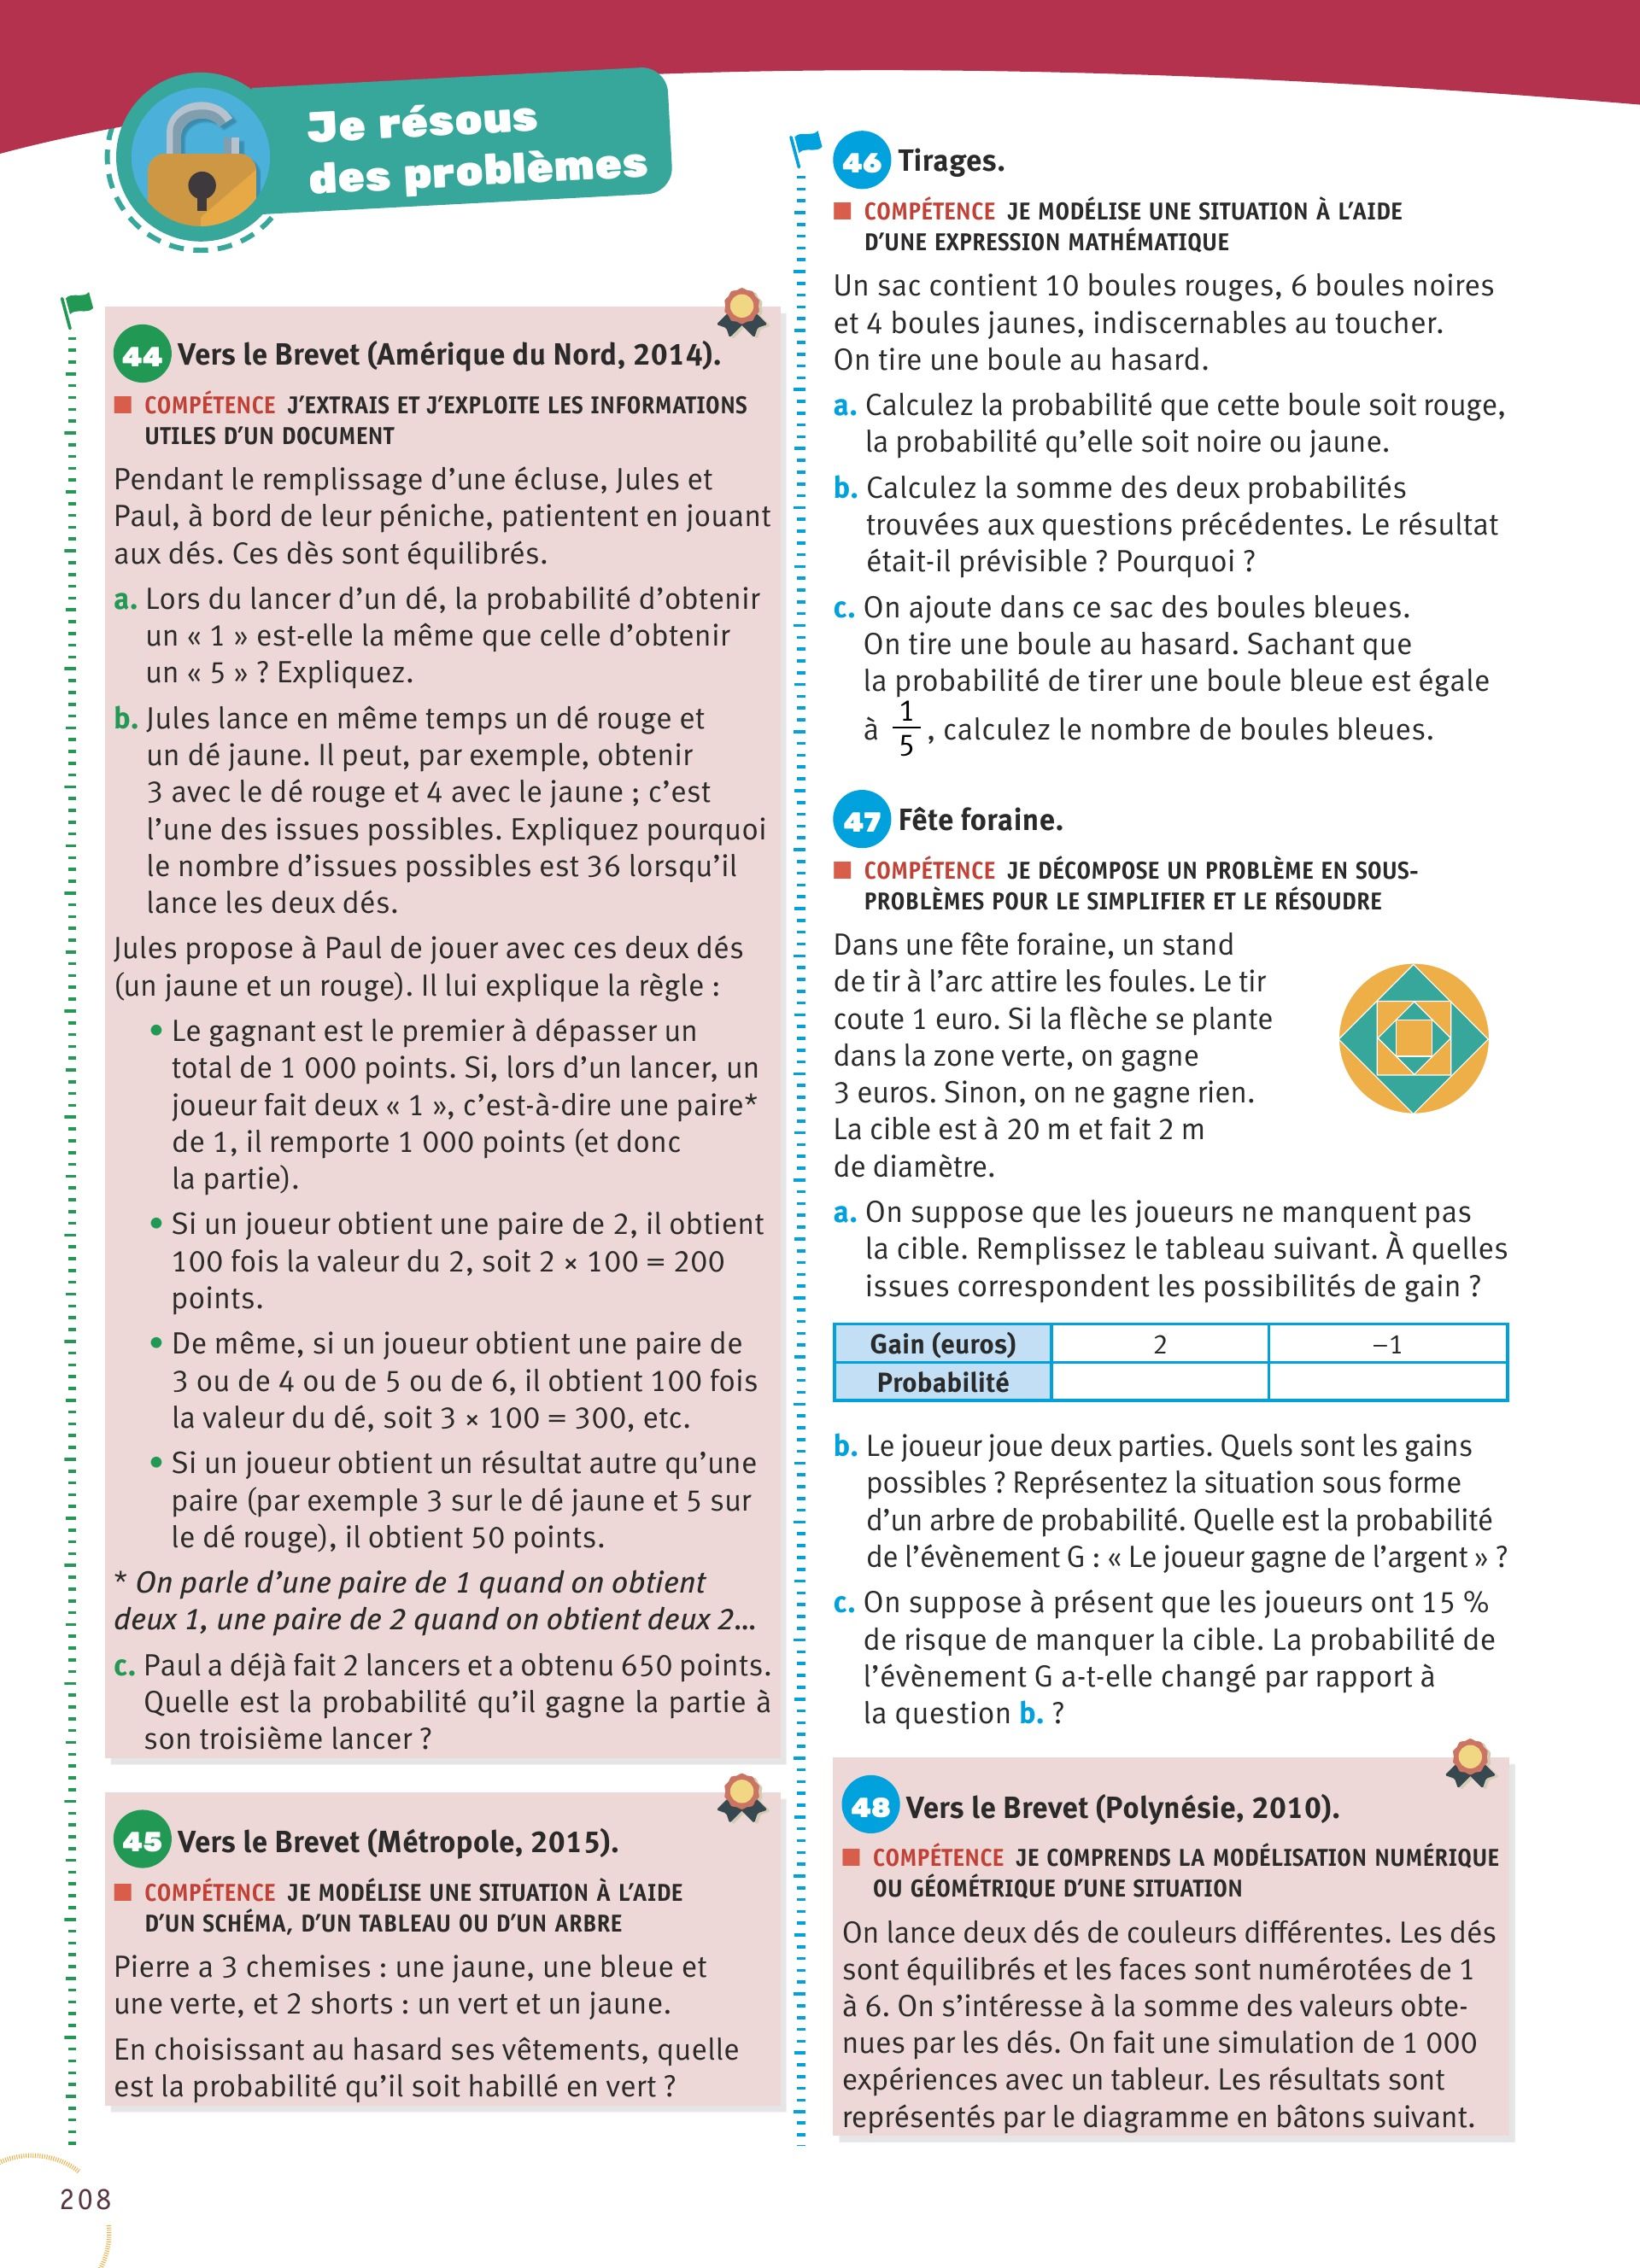 Je résous
des problèmes
44 Vers le Brevet (Amérique du Nord, 2014).
COMPÉTENCE J’EXTRAIS ET J’EXPLOITE LES INFORMATIONS
UTILES D’UN DOCUMENT
Pendant le remplissage d’une écluse, Jules et
Paul, à bord de leur péniche, patientent en jouant
aux dés. Ces dès sont équilibrés.
a. Lors du lancer d’un dé, la probabilité d’obtenir
un « 1 » est-elle la même que celle d’obtenir
un « 5 » ? Expliquez.
b. Jules lance en même temps un dé rouge et
un dé jaune. Il peut, par exemple, obtenir
3 avec le dé rouge et 4 avec le jaune ; c’est
l’une des issues possibles. Expliquez pourquoi
le nombre d’issues possibles est 36 lorsqu’il
lance les deux dés.
Jules propose à Paul de jouer avec ces deux dés
(un jaune et un rouge). Il lui explique la règle :
• Le gagnant est le premier à dépasser un
total de 1 000 points. Si, lors d’un lancer, un
joueur fait deux « 1 », c’est-à-dire une paire*
de 1, il remporte 1 000 points (et donc
la partie).
• Si un joueur obtient une paire de 2, il obtient
100 fois la valeur du 2, soit 2 × 100 = 200
points.
• De même, si un joueur obtient une paire de
3 ou de 4 ou de 5 ou de 6, il obtient 100 fois
la valeur du dé, soit 3 × 100 = 300, etc.
• Si un joueur obtient un résultat autre qu’une
paire (par exemple 3 sur le dé jaune et 5 sur
le dé rouge), il obtient 50 points.
* On parle d’une paire de 1 quand on obtient
deux 1, une paire de 2 quand on obtient deux 2...
c. Paul a déjà fait 2 lancers et a obtenu 650 points.
Quelle est la probabilité qu’il gagne la partie à
son troisième lancer ?
45 Vers le Brevet (Métropole, 2015).
COMPÉTENCE JE MODÉLISE UNE SITUATION À L’AIDE
D’UN SCHÉMA, D’UN TABLEAU OU D’UN ARBRE
Pierre a 3 chemises : une jaune, une bleue et
une verte, et 2 shorts : un vert et un jaune.
En choisissant au hasard ses vêtements, quelle
est la probabilité qu’il soit habillé en vert ?
46 Tirages.
COMPÉTENCE JE MODÉLISE UNE SITUATION À L’AIDE
D’UNE EXPRESSION MATHÉMATIQUE
Un sac contient 10 boules rouges, 6 boules noires
et 4 boules jaunes, indiscernables au toucher.
On tire une boule au hasard.
a. Calculez la probabilité que cette boule soit rouge,
la probabilité qu’elle soit noire ou jaune.
b. Calculez la somme des deux probabilités
trouvées aux questions précédentes. Le résultat
était-il prévisible ? Pourquoi ?
c. On ajoute dans ce sac des boules bleues.
On tire une boule au hasard. Sachant que
la probabilité de tirer une boule bleue est égale
à 1/5, calculez le nombre de boules bleues.
47 Fête foraine.
COMPÉTENCE JE DÉCOMPOSE UN PROBLÈME EN SOUS-
PROBLÈMES POUR LE SIMPLIFIER ET LE RÉSOUDRE
Dans une fête foraine, un stand
de tir à l’arc attire les foules. Le tir
coute 1 euro. Si la flèche se plante
dans la zone verte, on gagne
3 euros. Sinon, on ne gagne rien.
La cible est à 20 m et fait 2 m
de diamètre.
a. On suppose que les joueurs ne manquent pas
la cible. Remplissez le tableau suivant. À quelles
issues correspondent les possibilités de gain ?
Gain (euros) 2 –1
Probabilité
b. Le joueur joue deux parties. Quels sont les gains
possibles ? Représentez la situation sous forme
d’un arbre de probabilité. Quelle est la probabilité
de l’évènement G : « Le joueur gagne de l’argent » ?
c. On suppose à présent que les joueurs ont 15 %
de risque de manquer la cible. La probabilité de
l’évènement G a-t-elle changé par rapport à
la question b. ?
48 Vers le Brevet (Polynésie, 2010).
COMPÉTENCE JE COMPRENDS LA MODÉLISATION NUMÉRIQUE
OU GÉOMÉTRIQUE D’UNE SITUATION
On lance deux dés de couleurs différentes. Les dés
sont équilibrés et les faces sont numérotées de 1
à 6. On s’intéresse à la somme des valeurs obte-
nues par les dés. On fait une simulation de 1 000
expériences avec un tableur. Les résultats sont
représentés par le diagramme en bâtons suivant.
208